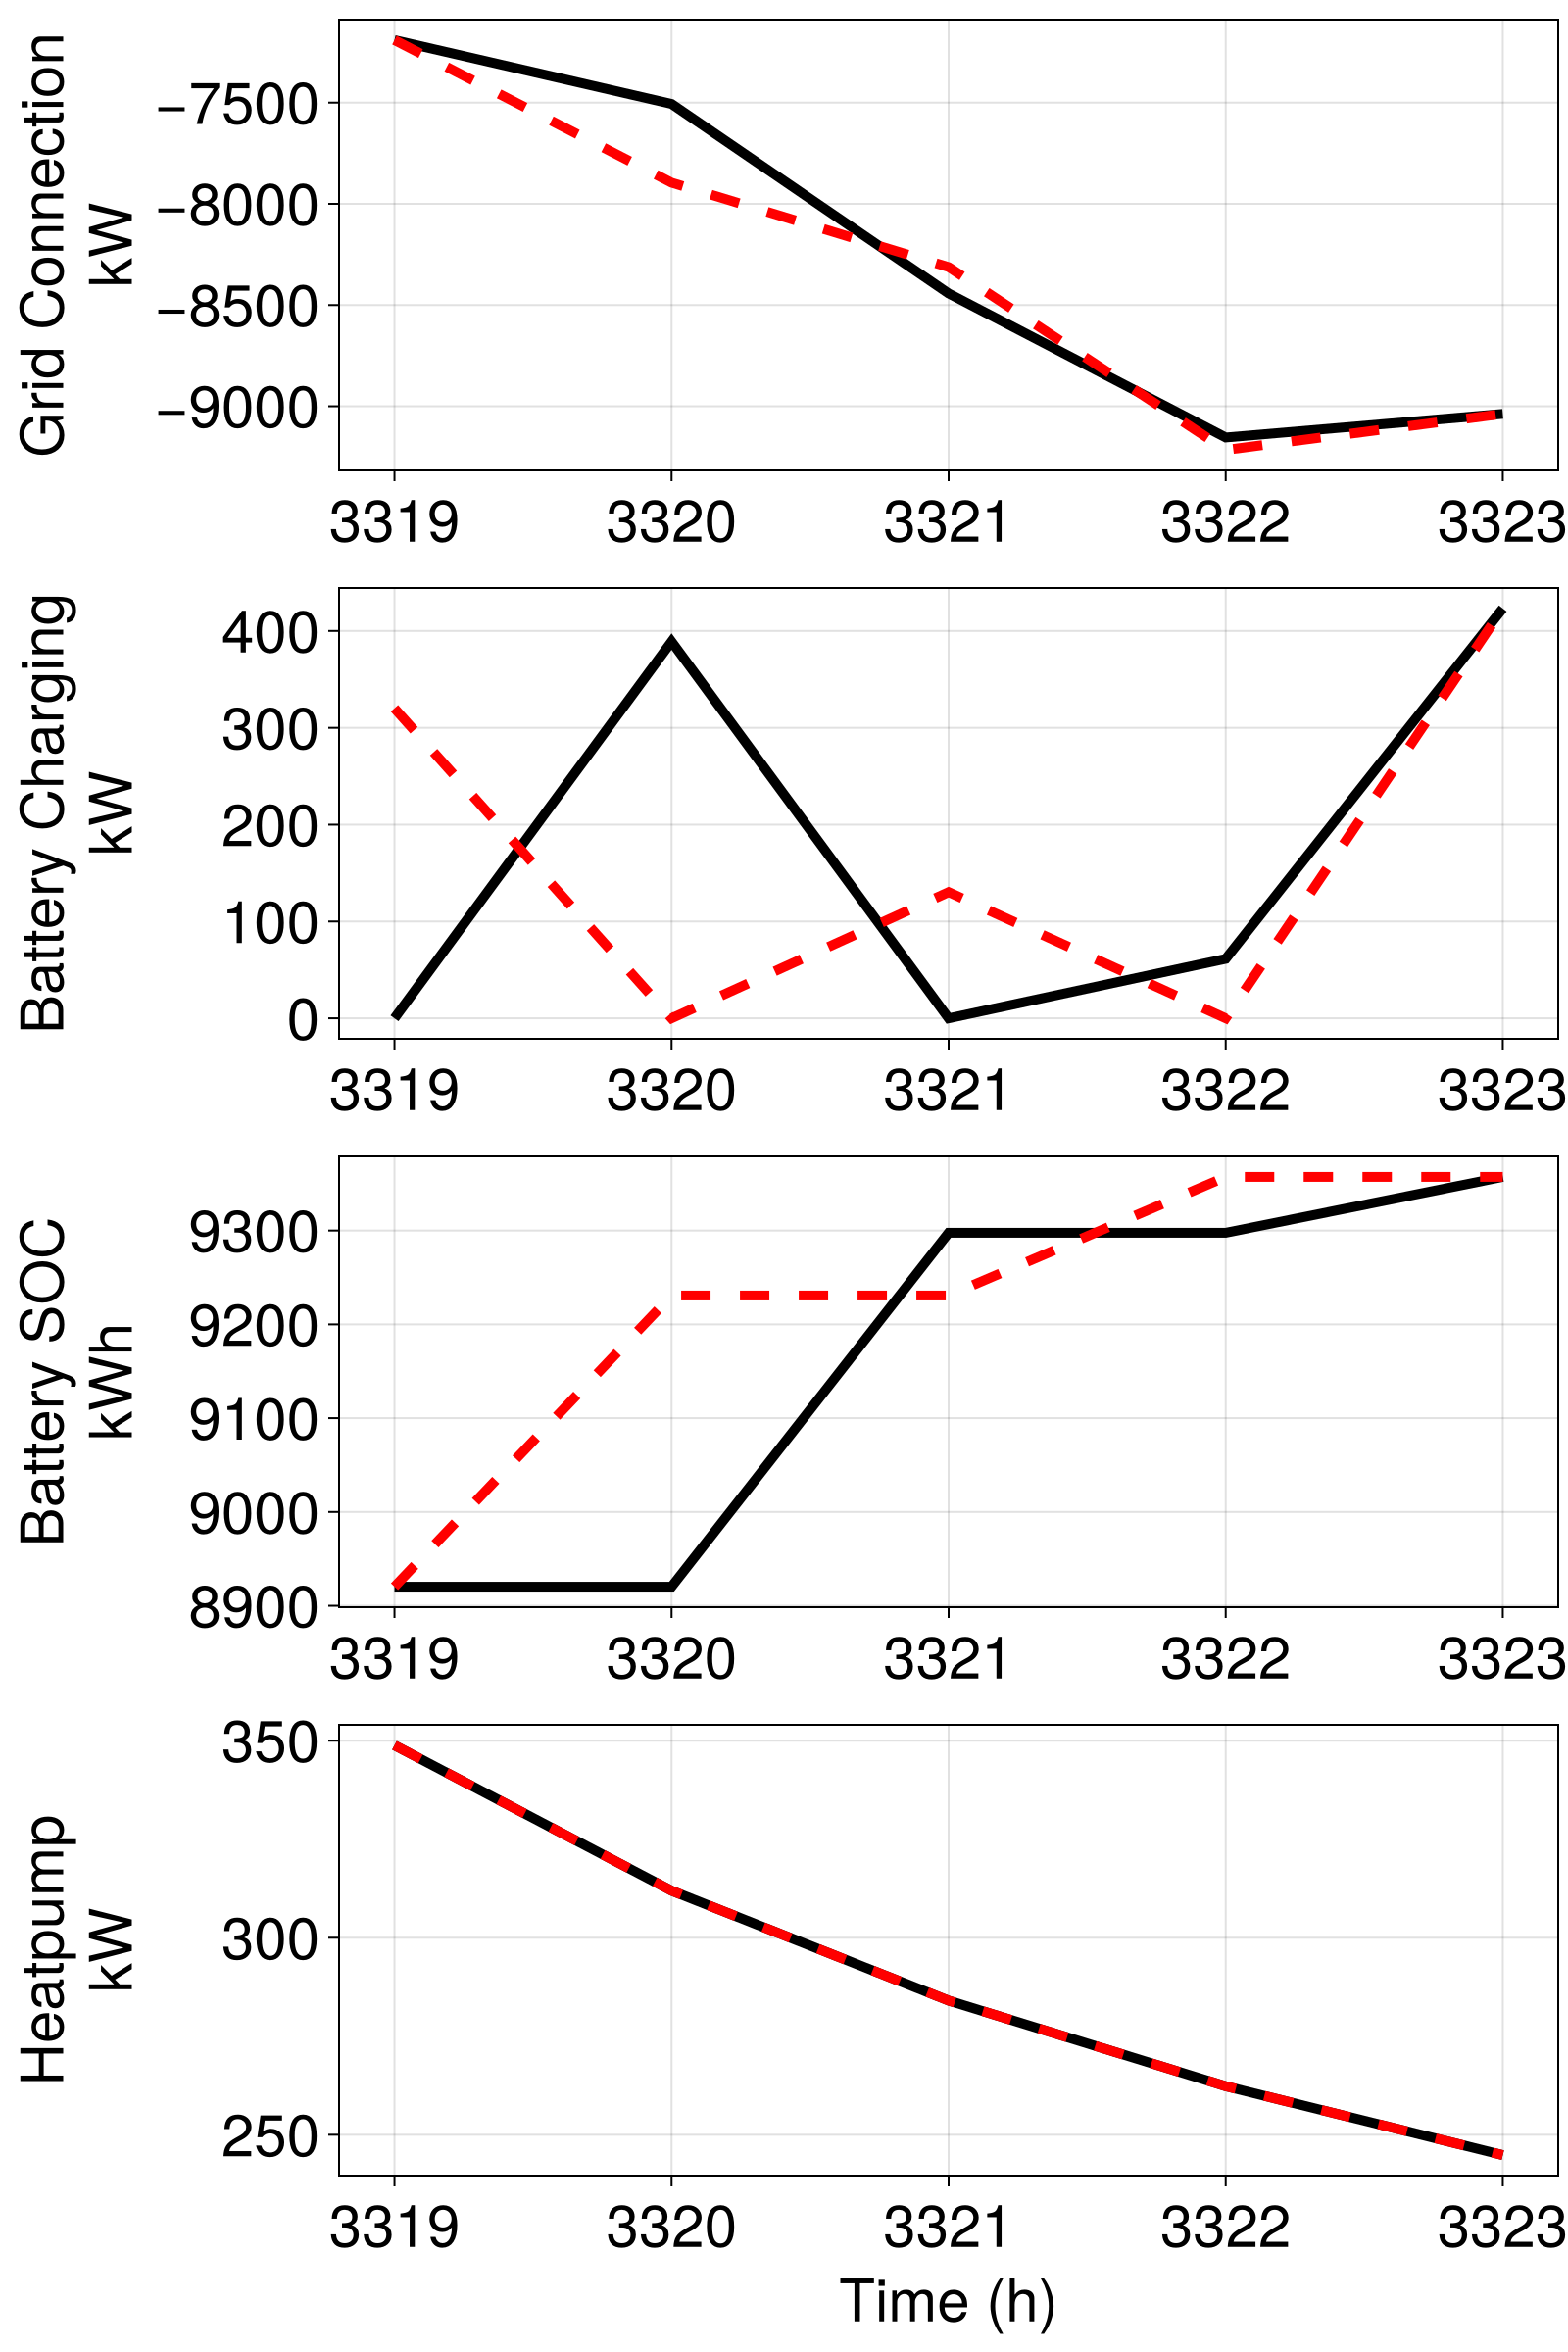 Grid Connection
kW
−7500
−8000
−8500
−9000
3319 3320 3321 3322 3323
Battery Charging
kW
400
300
200
100
0
3319 3320 3321 3322 3323
Battery SOC
kWh
9300
9200
9100
9000
8900
3319 3320 3321 3322 3323
Heatpump
kW
350
300
250
3319 3320 3321 3322 3323
Time (h)